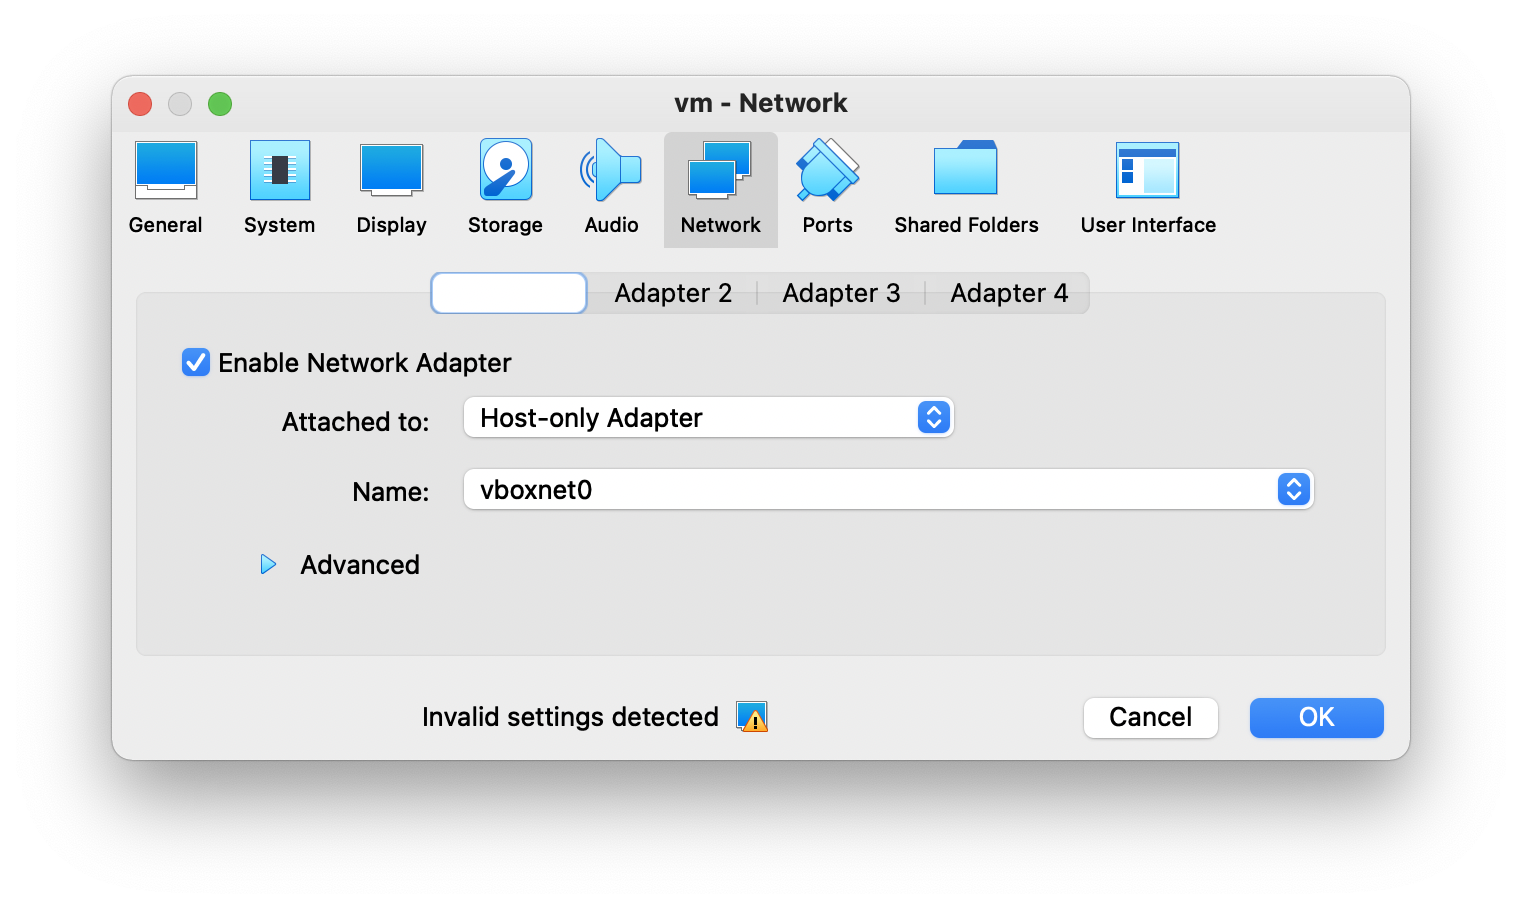 vm - Network
General System Display Storage Audio Network Ports Shared Folders User Interface
Adapter 2 Adapter 3 Adapter 4
Enable Network Adapter
Attached to: Host-only Adapter
Name: vboxnet0
Advanced
Invalid settings detected Cancel OK